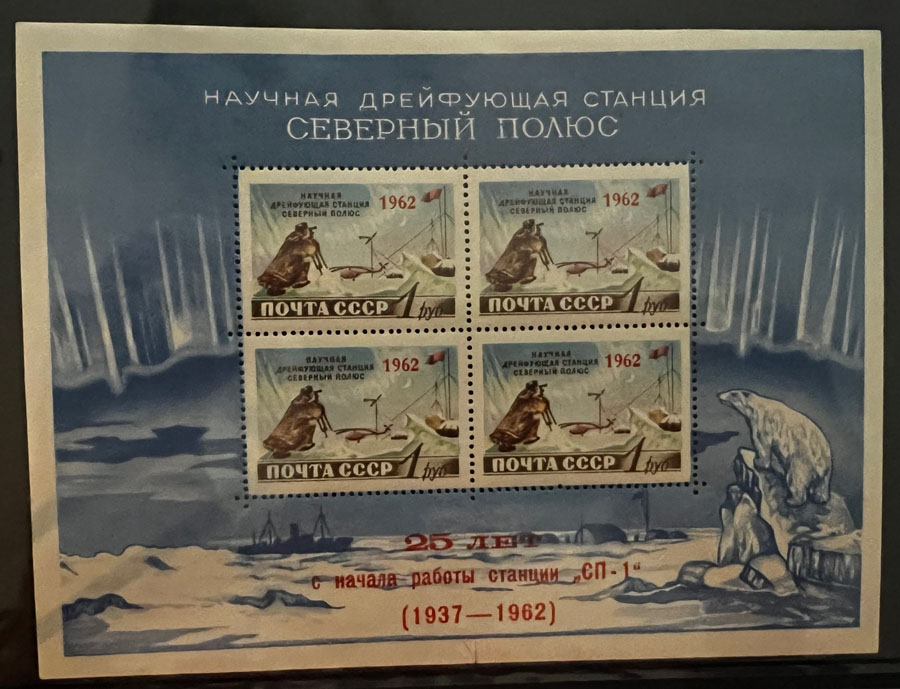 НАУЧНАЯ ДРЕЙФУЮЩАЯ СТАНЦИЯ
СЕВЕРНЫЙ ПОЛЮС
НАУЧНАЯ
ДРЕЙФУЮЩАЯ СТАНЦИЯ
СЕВЕРНЫЙ ПОЛЮС
1962
ПОЧТА СССР 1 руб
НАУЧНАЯ
ДРЕЙФУЮЩАЯ СТАНЦИЯ
СЕВЕРНЫЙ ПОЛЮС
1962
ПОЧТА СССР 1 руб
НАУЧНАЯ
ДРЕЙФУЮЩАЯ СТАНЦИЯ
СЕВЕРНЫЙ ПОЛЮС
1962
ПОЧТА СССР 1 руб
НАУЧНАЯ
ДРЕЙФУЮЩАЯ СТАНЦИЯ
СЕВЕРНЫЙ ПОЛЮС
1962
ПОЧТА СССР 1 руб
25 ЛЕТ
с начала работы станции „СП-1“
(1937—1962)